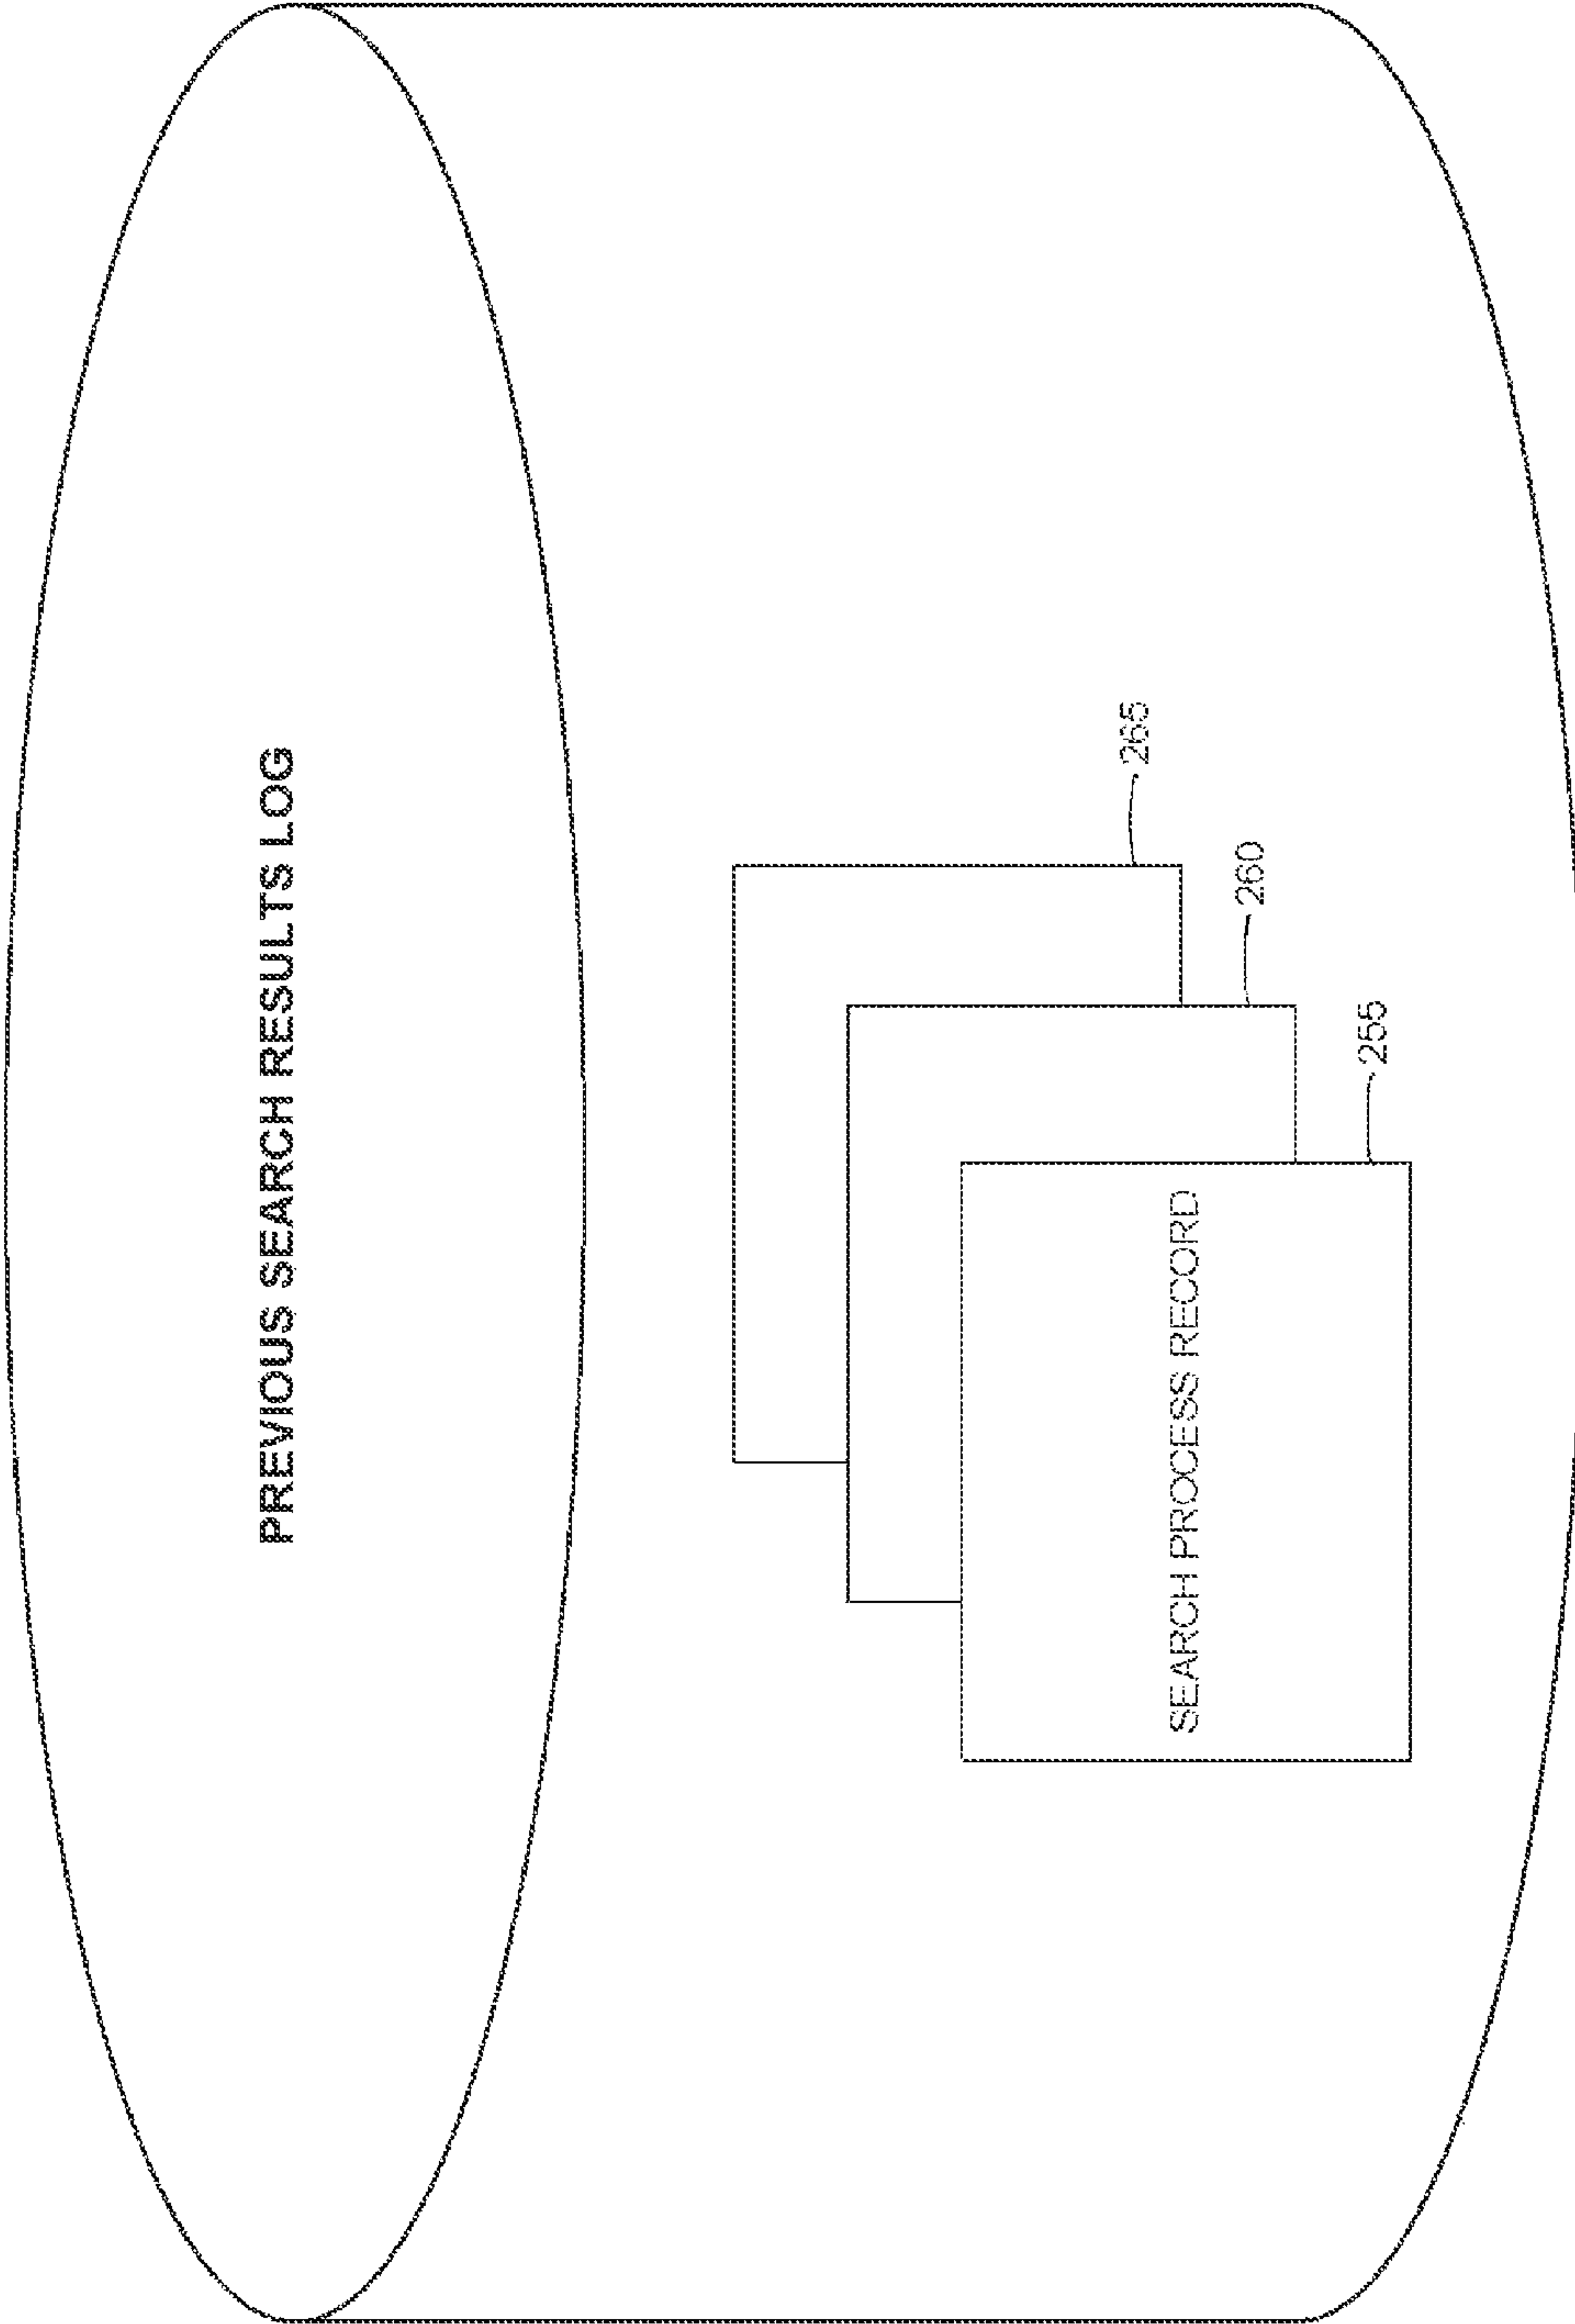 PREVIOUS SEARCH RESULTS LOG
265
260
255
SEARCH PROCESS RECORD